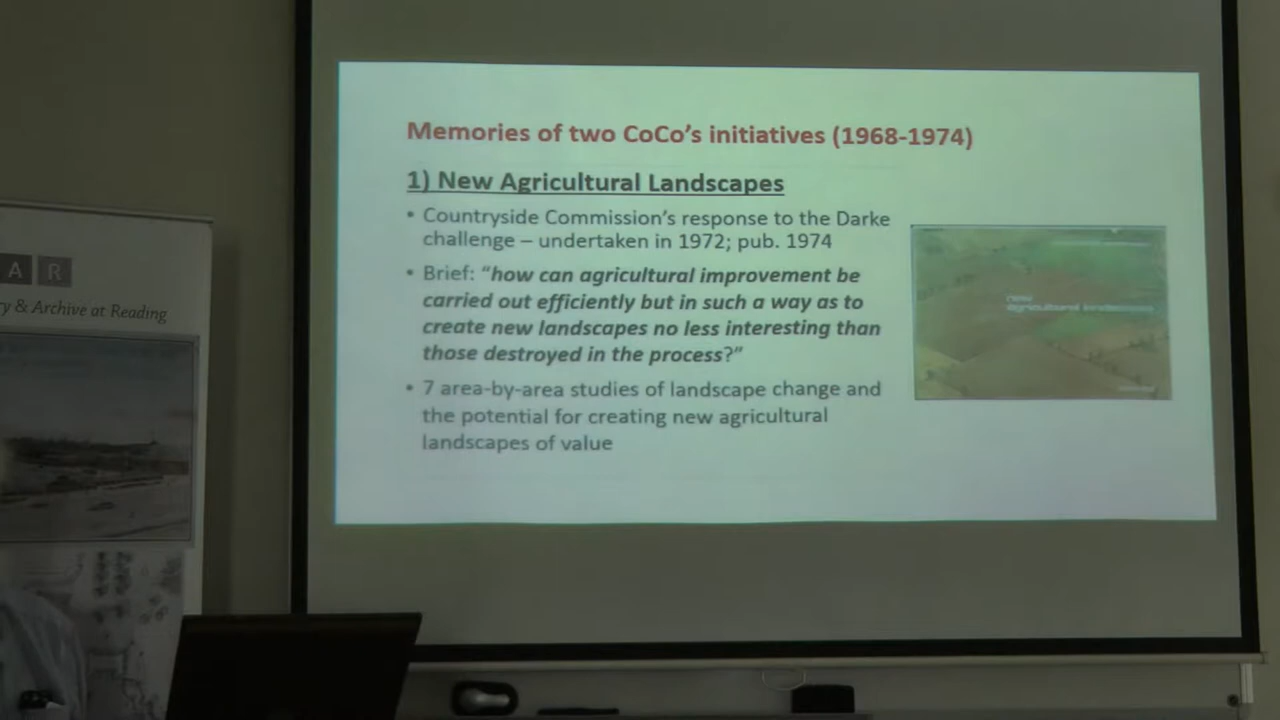 Memories of two CoCo's initiatives (1968-1974)
1) New Agricultural Landscapes
• Countryside Commission's response to the Darke
challenge – undertaken in 1972; pub. 1974
• Brief: "how can agricultural improvement be
carried out efficiently but in such a way as to
create new landscapes no less interesting than
those destroyed in the process?"
• 7 area-by-area studies of landscape change and
the potential for creating new agricultural
landscapes of value
new
agricultural landscapes
A R
& Archive at Reading